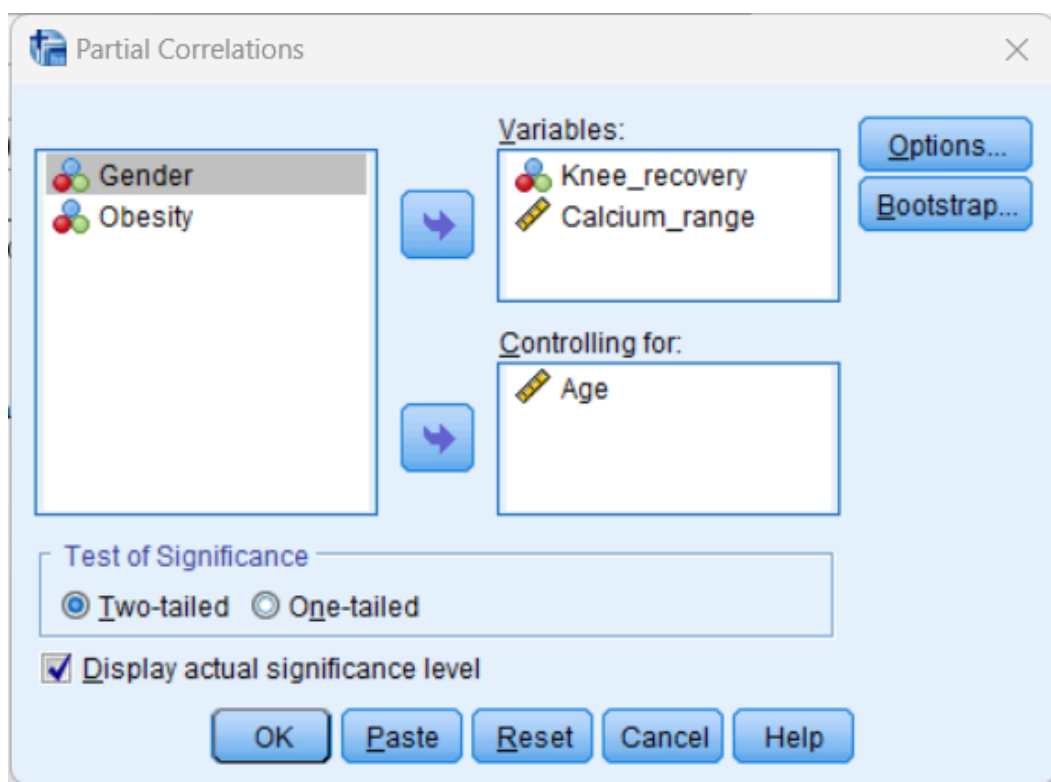 Partial Correlations
Variables:
Gender
Obesity
Knee_recovery
Calcium_range
Options...
Bootstrap...
Controlling for:
Age
Test of Significance
Two-tailed One-tailed
Display actual significance level
OK Paste Reset Cancel Help